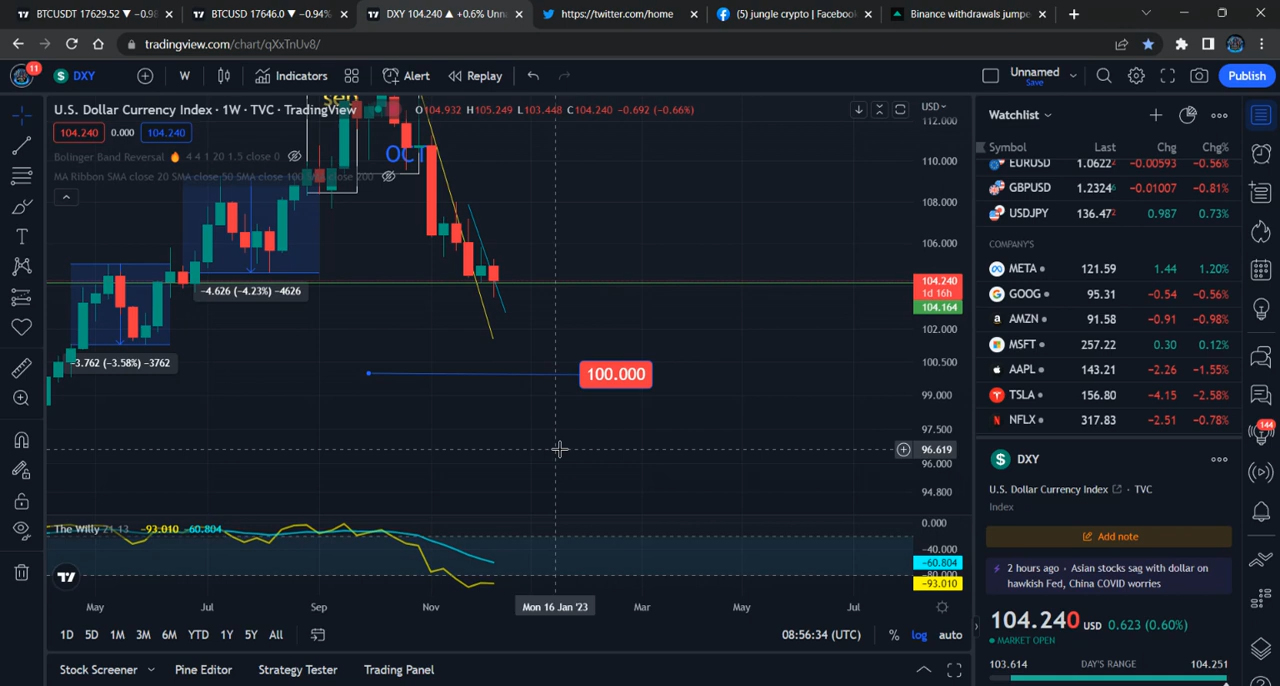 BTCUSDT 17629.52 ▼ −0.98
BTCUSD 17646.0 ▼ −0.94%
DXY 104.240 ▲ +0.6% Unn
https://twitter.com/home
(5) jungle crypto | Facebook
Binance withdrawals jump
tradingview.com/chart/qXxTnUv8/
11
DXY
W
Indicators
Alert
Replay
Unnamed
Save
Publish
U.S. Dollar Currency Index · 1W · TVC · TradingView
O104.932 H105.249 L103.448 C104.240 −0.692 (−0.66%)
USD
104.240 0.000 104.240
Bollinger Band Reversal 🔥 4 4 1 20 1.5 close 0
MA Ribbon SMA close 20 SMA close 50 SMA close 100 SMA close 200
sep
OCT
−4.626 (−4.23%) −4626
−3.762 (−3.58%) −3762
100.000
112.000
110.000
108.000
106.000
104.240
1d 16h
104.164
102.000
100.500
99.000
97.500
96.619
96.000
94.800
The Willy 21 13 −93.010 −60.804
0.000
−40.000
−60.804
−80.000
−93.010
May Jul Sep Nov Mon 16 Jan '23 Mar May Jul
1D 5D 1M 3M 6M YTD 1Y 5Y All
08:56:34 (UTC) % log auto
Stock Screener Pine Editor Strategy Tester Trading Panel
Watchlist
Symbol Last Chg Chg%
EURUSD 1.0622 −0.00593 −0.56%
GBPUSD 1.2324 −0.01007 −0.81%
USDJPY 136.47 0.987 0.73%
COMPANY'S
META 121.59 1.44 1.20%
GOOG 95.31 −0.54 −0.56%
AMZN 91.58 −0.91 −0.98%
MSFT 257.22 0.30 0.12%
AAPL 143.21 −2.26 −1.55%
TSLA 156.80 −4.15 −2.58%
NFLX 317.83 −2.51 −0.78%
144
DXY
U.S. Dollar Currency Index · TVC
Index
Add note
2 hours ago · Asian stocks sag with dollar on
hawkish Fed, China COVID worries
104.240 USD 0.623 (0.60%)
MARKET OPEN
103.614 DAY'S RANGE 104.251